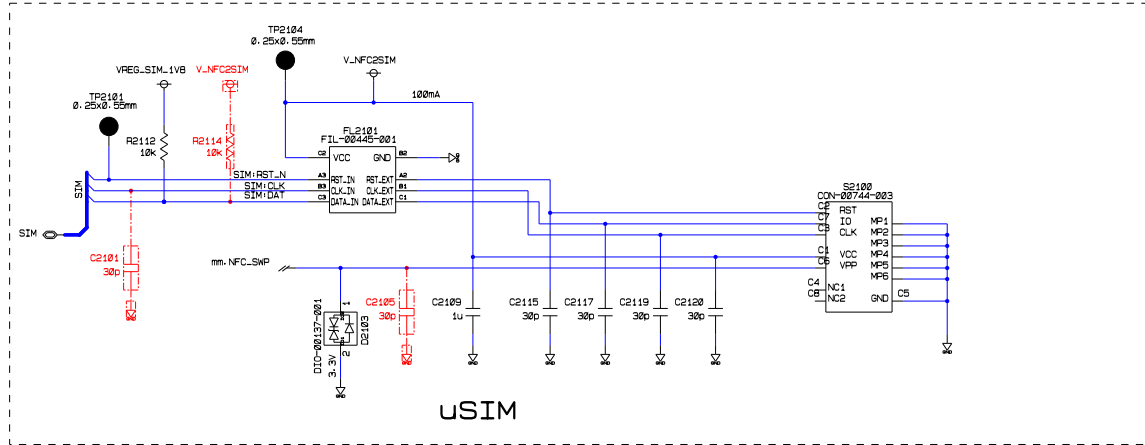 TP2104
0.25x0.55mm
VREG_SIM_1V8
V_NFC2SIM
V_NFC2SIM
TP2101
0.25x0.55mm
100mA
R2112
10k
R2114
10k
FL2101
FIL-00445-001
C2
VCC
GND
B2
SIM:RST_N
A3
RST_IN
RST_EXT
A2
SIM:CLK
B3
CLK_IN
CLK_EXT
B1
SIM:DAT
C3
DATA_IN
DATA_EXT
C1
SIM
SIM
S2100
CON-00744-003
C2
RST
C7
IO
MP1
C3
CLK
MP2
MP3
C1
VCC
MP4
C6
VPP
MP5
MP6
C4
NC1
C8
NC2
GND
C5
C2101
30p
mm.NFC_SWP
DIO-00137-001
1
2
3.3V
D2103
C2105
30p
C2109
1u
C2115
30p
C2117
30p
C2119
30p
C2120
30p
uSIM